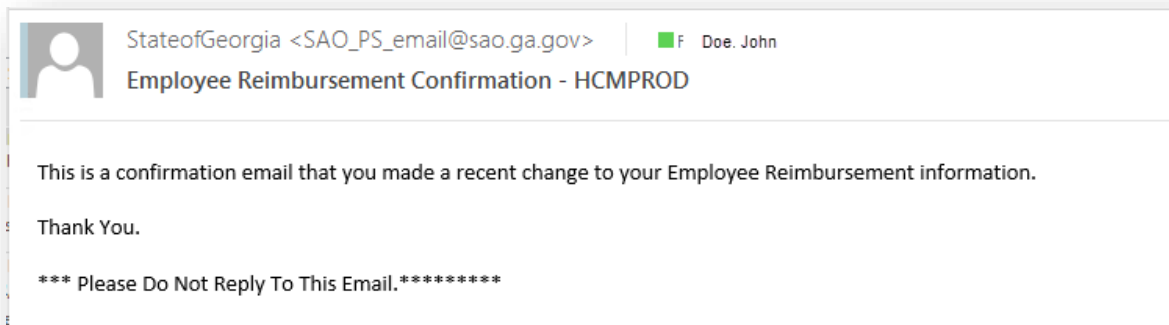 StateofGeorgia <SAO_PS_email@sao.ga.gov> F Doe. John
Employee Reimbursement Confirmation - HCMPROD
This is a confirmation email that you made a recent change to your Employee Reimbursement information.
Thank You.
*** Please Do Not Reply To This Email.*********